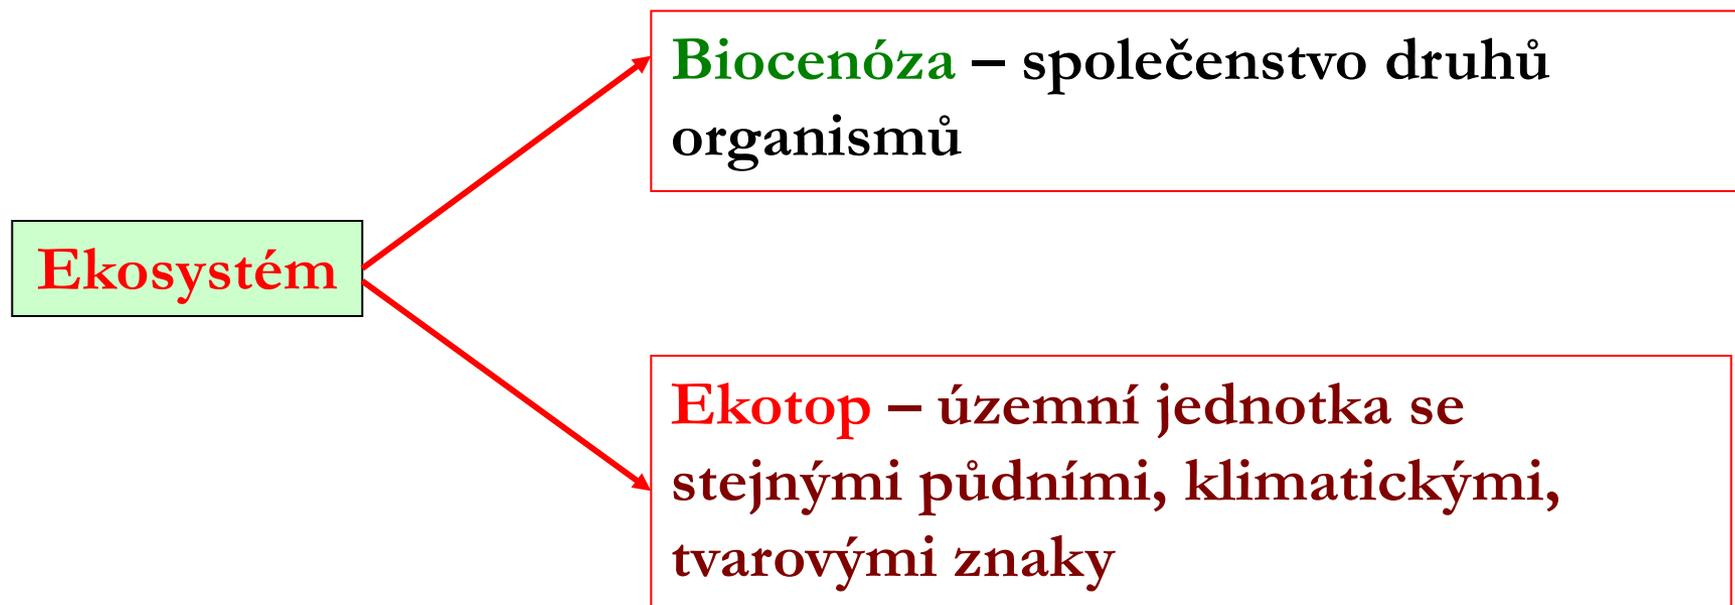 Biocenóza – společenstvo druhů
organismů
Ekosystém
Ekotop – územní jednotka se
stejnými půdními, klimatickými,
tvarovými znaky